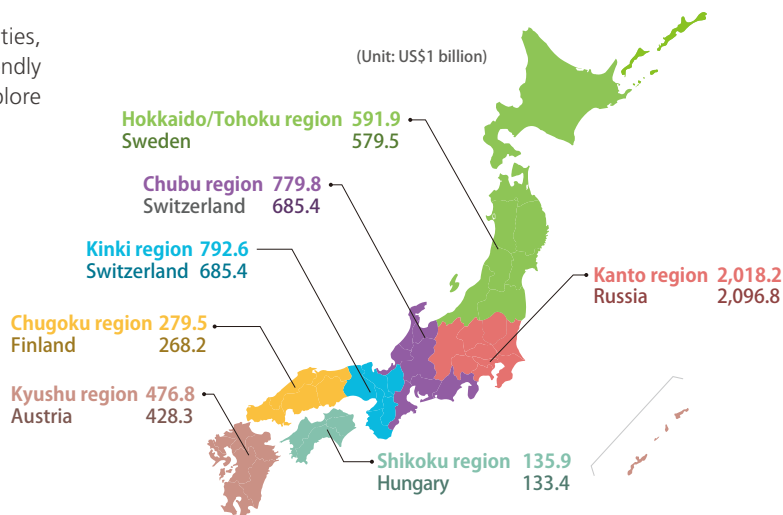 ties,
ndly
plore
(Unit: US$1 billion)
Hokkaido/Tohoku region 591.9
Sweden 579.5
Chubu region 779.8
Switzerland 685.4
Kinki region 792.6
Switzerland 685.4
Kanto region 2,018.2
Russia 2,096.8
Chugoku region 279.5
Finland 268.2
Kyushu region 476.8
Austria 428.3
Shikoku region 135.9
Hungary 133.4